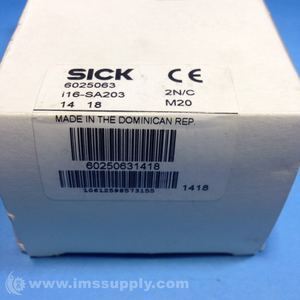 SICK CE
6025063
i16-SA203 2N/C
14 18 M20
MADE IN THE DOMINICAN REP.
60250631418
10612598573155 1418
www.imssupply.com